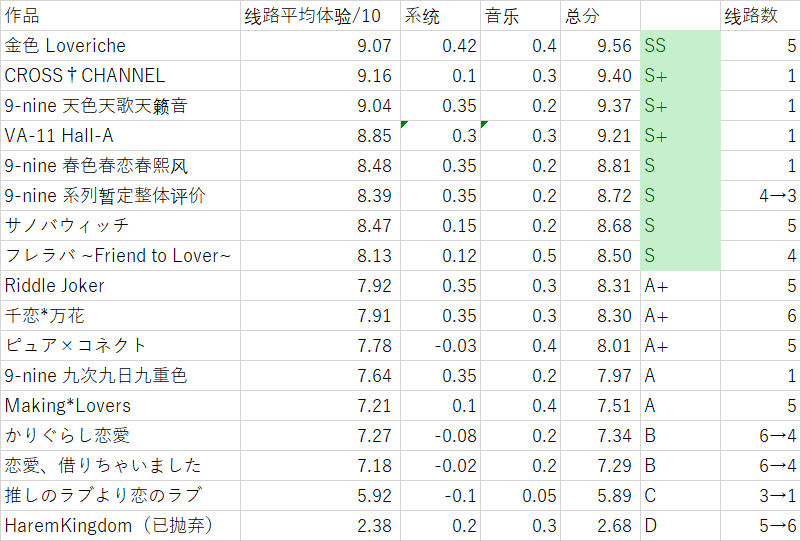 作品 线路平均体验/10 系统 音乐 总分 线路数
金色 Loveriche 9.07 0.42 0.4 9.56 SS 5
CROSS†CHANNEL 9.16 0.1 0.3 9.40 S+ 1
9-nine 天色天歌天籁音 9.04 0.35 0.2 9.37 S+ 1
VA-11 Hall-A 8.85 0.3 0.3 9.21 S+ 1
9-nine 春色春恋春熙风 8.48 0.35 0.2 8.81 S 1
9-nine 系列暂定整体评价 8.39 0.35 0.2 8.72 S 4→3
サノバウィッチ 8.47 0.15 0.2 8.68 S 5
フレラバ ~Friend to Lover~ 8.13 0.12 0.5 8.50 S 4
Riddle Joker 7.92 0.35 0.3 8.31 A+ 5
千恋*万花 7.91 0.35 0.3 8.30 A+ 6
ピュア×コネクト 7.78 -0.03 0.4 8.01 A+ 5
9-nine 九次九日九重色 7.64 0.35 0.2 7.97 A 1
Making*Lovers 7.21 0.1 0.4 7.51 A 5
かりぐらし恋愛 7.27 -0.08 0.2 7.34 B 6→4
恋愛、借りちゃいました 7.18 -0.02 0.2 7.29 B 6→4
推しのラブより恋のラブ 5.92 -0.1 0.05 5.89 C 3→1
HaremKingdom（已抛弃） 2.38 0.2 0.3 2.68 D 5→6